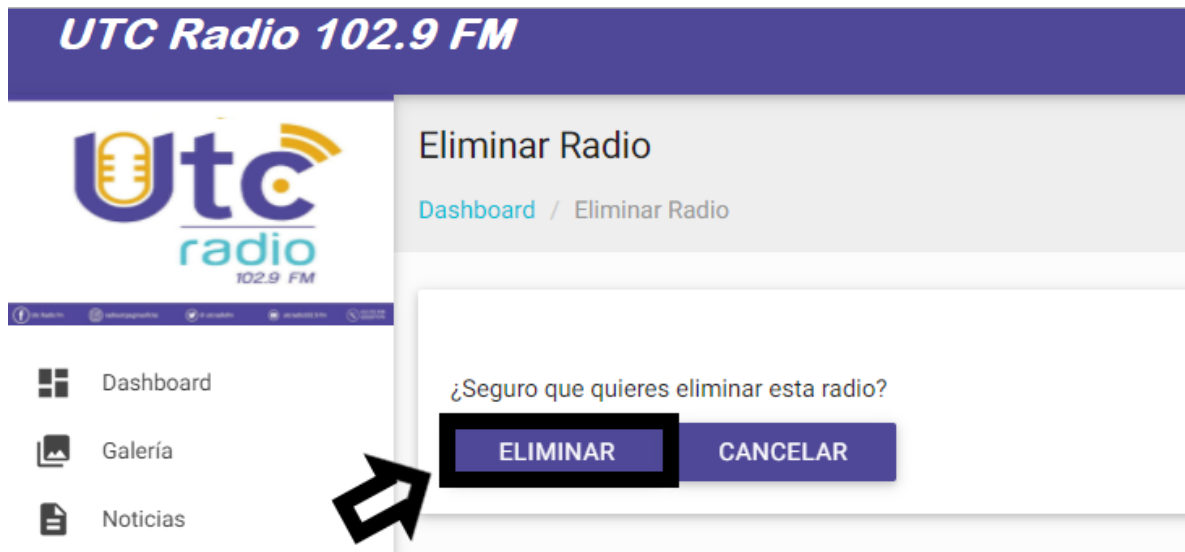 UTC Radio 102.9 FM
Utc
radio
102.9 FM
Eliminar Radio
Dashboard / Eliminar Radio
Dashboard
Galería
Noticias
¿Seguro que quieres eliminar esta radio?
ELIMINAR
CANCELAR